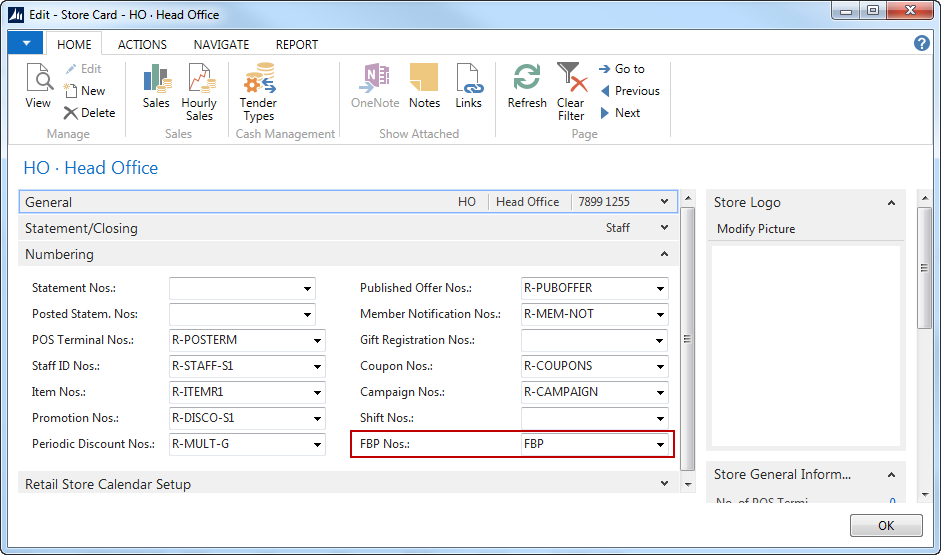 Edit - Store Card - HO · Head Office
HOME ACTIONS NAVIGATE REPORT
View
Edit
New
Delete
Manage
Sales
Hourly Sales
Sales
Tender Types
Cash Management
OneNote
Notes
Links
Show Attached
Refresh
Clear Filter
Go to
Previous
Next
Page
HO · Head Office
General HO Head Office 7899 1255
Statement/Closing Staff
Numbering
Statement Nos.:
Posted Statem. Nos:
POS Terminal Nos.: R-POSTERM
Staff ID Nos.: R-STAFF-S1
Item Nos.: R-ITEMR1
Promotion Nos.: R-DISCO-S1
Periodic Discount Nos.: R-MULT-G
Published Offer Nos.: R-PUBOFFER
Member Notification Nos.: R-MEM-NOT
Gift Registration Nos.:
Coupon Nos.: R-COUPONS
Campaign Nos.: R-CAMPAIGN
Shift Nos.:
FBP Nos.: FBP
Retail Store Calendar Setup
Store Logo
Modify Picture
Store General Inform...
No. of POS Termi... 0
OK